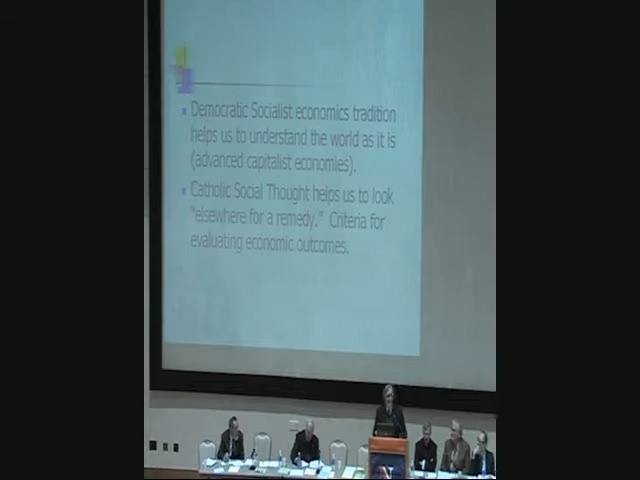 Democratic Socialist economics tradition
helps us to understand the world as it is
(advanced capitalist economies).
Catholic Social Thought helps us to look
"elsewhere for a remedy." Criteria for
evaluating economic outcomes.